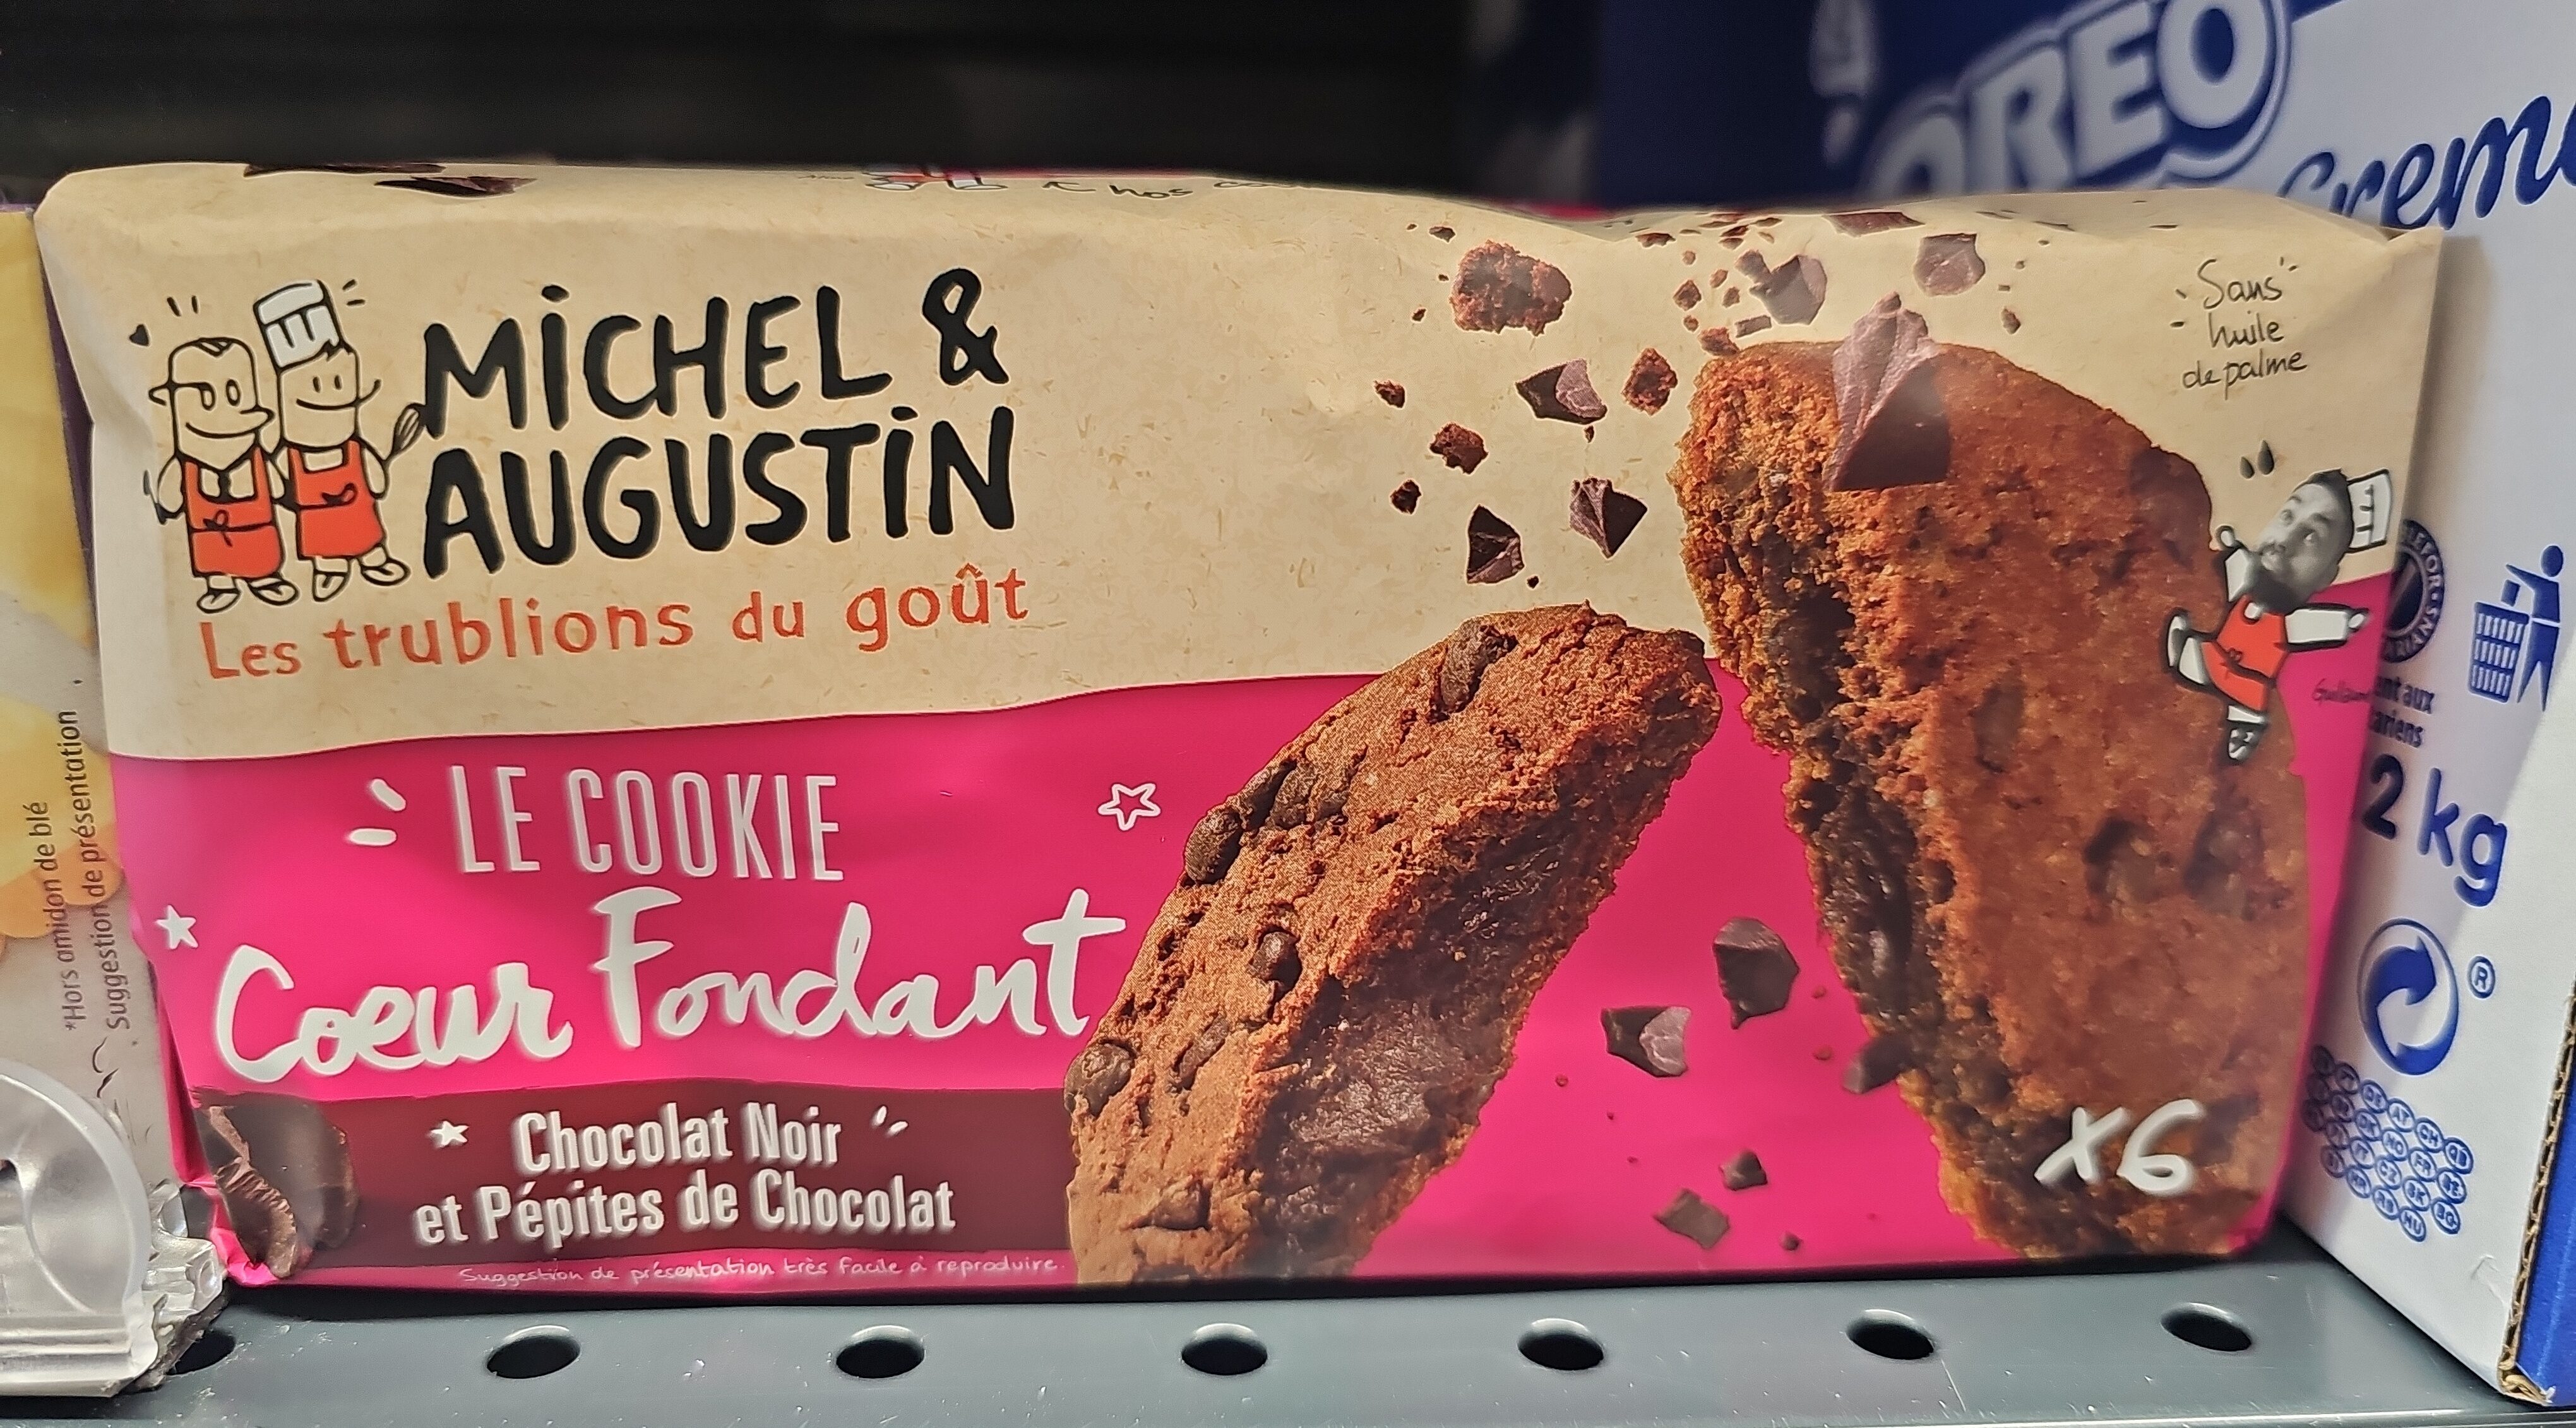 MICHEL &
AUGUSTIN
Les trublions du goût
Sans
huile
de palme
LE COOKIE
Coeur Fondant
Chocolat Noir
et Pépites de Chocolat
Suggestion de présentation très facile à reproduire.
x6
*Hors amidon de blé
Suggestion de présentation
OREO
Creme
2 kg
®